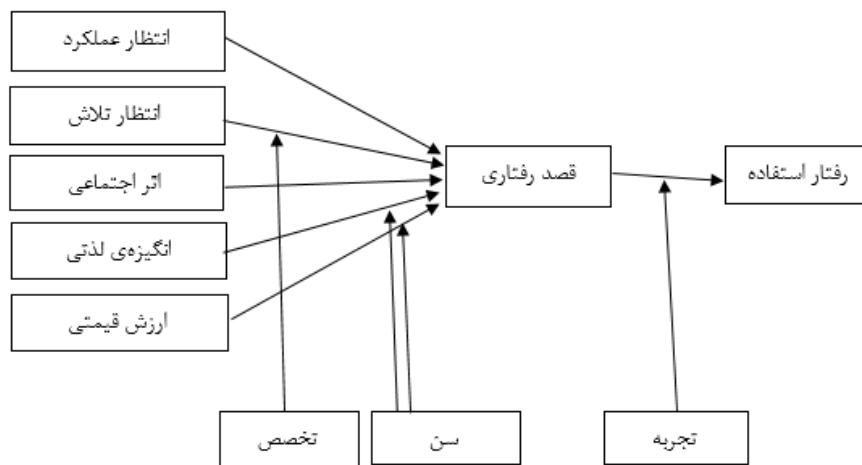 انتظار عملکرد
انتظار تلاش
اثر اجتماعی
انگیزه‌ی لذتی
ارزش قیمتی
قصد رفتاری
رفتار استفاده
تخصص
سن
تجربه